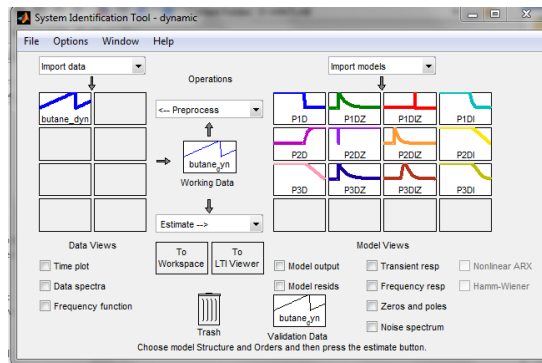 System Identification Tool - dynamic
File Options Window Help
Import data
Import models
Operations
butane_dyn
<-- Preprocess
P1D P1DZ P1DIZ P1DI
P2D P2DZ P2DIZ P2DI
butane_yn
Working Data
P3D P3DZ P3DIZ P3DI
Estimate -->
Data Views
To Workspace
To LTI Viewer
Model Views
Time plot
Model output
Transient resp
Nonlinear ARX
Data spectra
Model resids
Frequency resp
Hamm-Wiener
Frequency function
Zeros and poles
butane_yn
Noise spectrum
Trash
Validation Data
Choose model Structure and Orders and then press the estimate button.